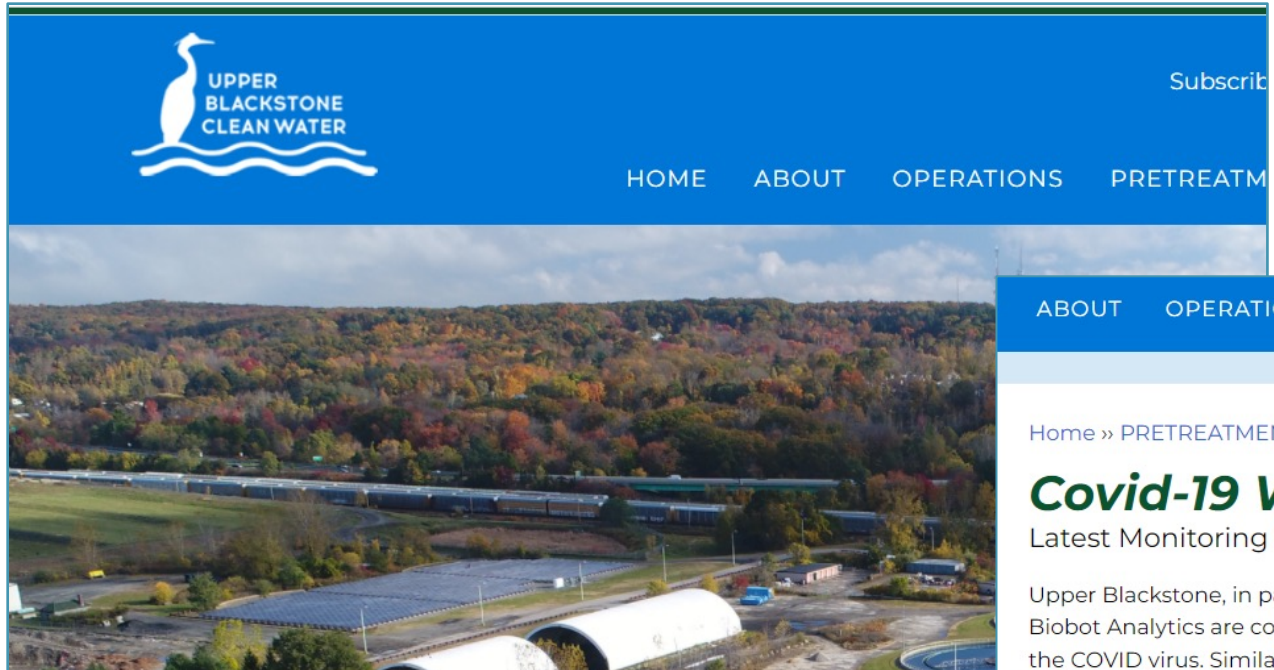 UPPER
BLACKSTONE
CLEAN WATER
Subscrib
HOME ABOUT OPERATIONS PRETREATM
ABOUT OPERATI
Home » PRETREATME
Covid-19
Latest Monitoring
Upper Blackstone, in pa
Biobot Analytics are co
the COVID virus. Simila